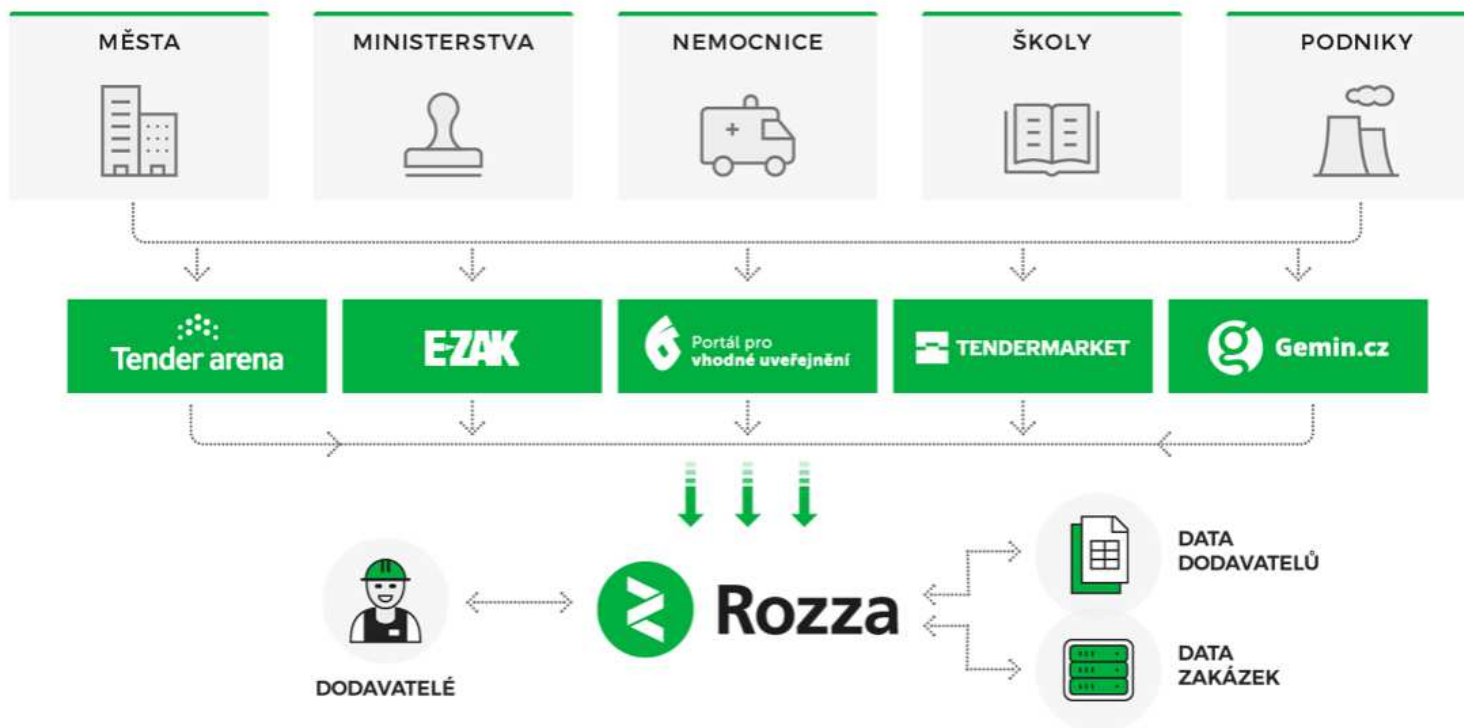 MĚSTA
MINISTERSTVA
NEMOCNICE
ŠKOLY
PODNIKY
Tender arena
E-ZAK
Portál pro
vhodné uveřejnění
TENDERMARKET
Gemin.cz
Rozza
DODAVATELÉ
DATA
DODAVATELŮ
DATA
ZAKÁZEK